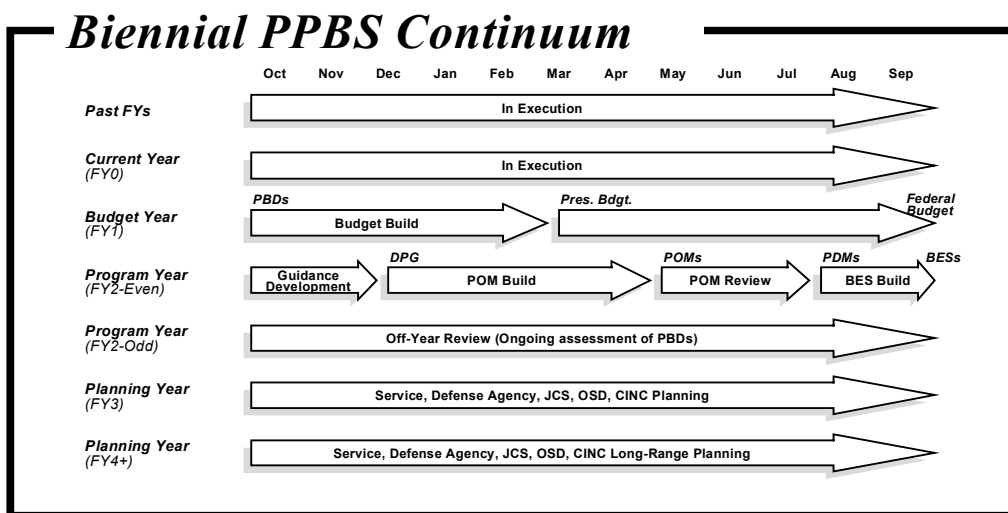 Biennial PPBS Continuum
Oct Nov Dec Jan Feb Mar Apr May Jun Jul Aug Sep
Past FYs
In Execution
Current Year
(FY0)
In Execution
Budget Year
(FY1)
PBDs
Budget Build
Pres. Bdgt.
Federal
Budget
Program Year
(FY2-Even)
Guidance
Development
DPG
POM Build
POMs
POM Review
PDMs
BES Build
BESs
Program Year
(FY2-Odd)
Off-Year Review (Ongoing assessment of PBDs)
Planning Year
(FY3)
Service, Defense Agency, JCS, OSD, CINC Planning
Planning Year
(FY4+)
Service, Defense Agency, JCS, OSD, CINC Long-Range Planning